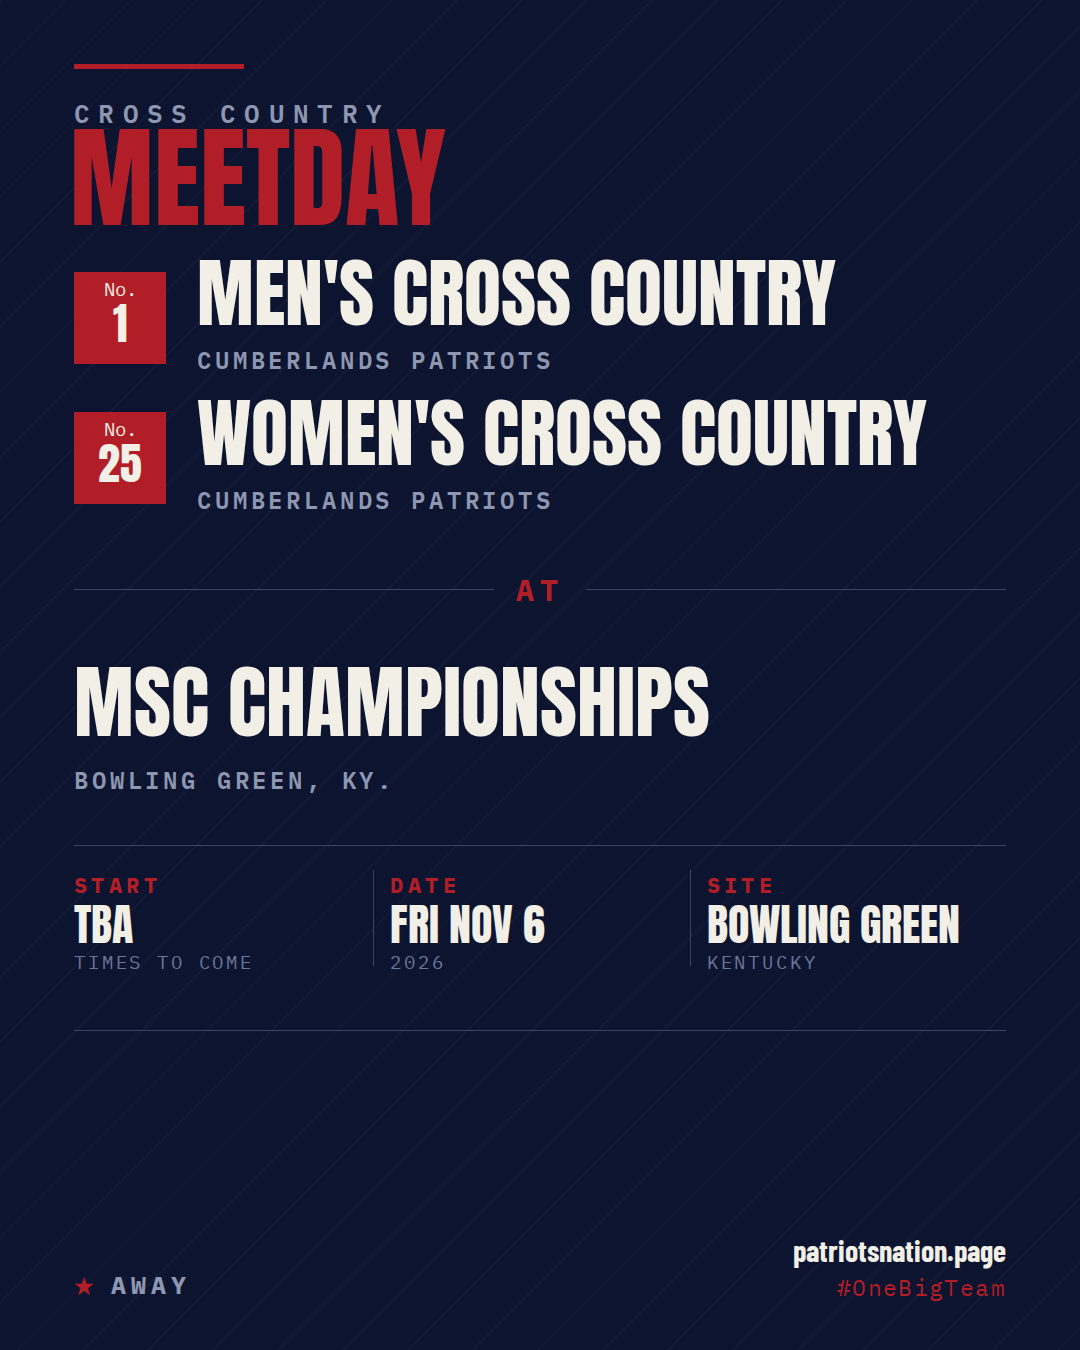 CROSS COUNTRY
MEETDAY
No.
1
MEN'S CROSS COUNTRY
CUMBERLANDS PATRIOTS
No.
25
WOMEN'S CROSS COUNTRY
CUMBERLANDS PATRIOTS
AT
MSC CHAMPIONSHIPS
BOWLING GREEN, KY.
START
TBA
TIMES TO COME
DATE
FRI NOV 6
2026
SITE
BOWLING GREEN
KENTUCKY
★ AWAY
patriotsnation.page
#OneBigTeam